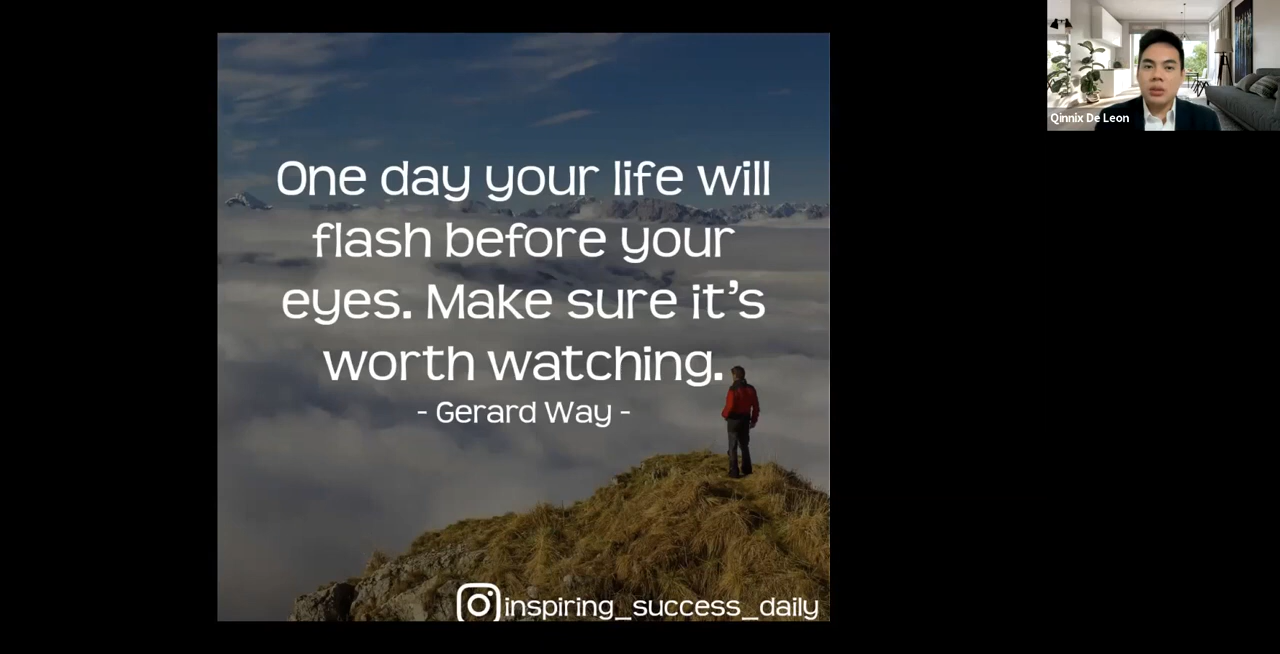 One day your life will
flash before your
eyes. Make sure it’s
worth watching.
- Gerard Way -
inspiring_success_daily
Qinnix De Leon